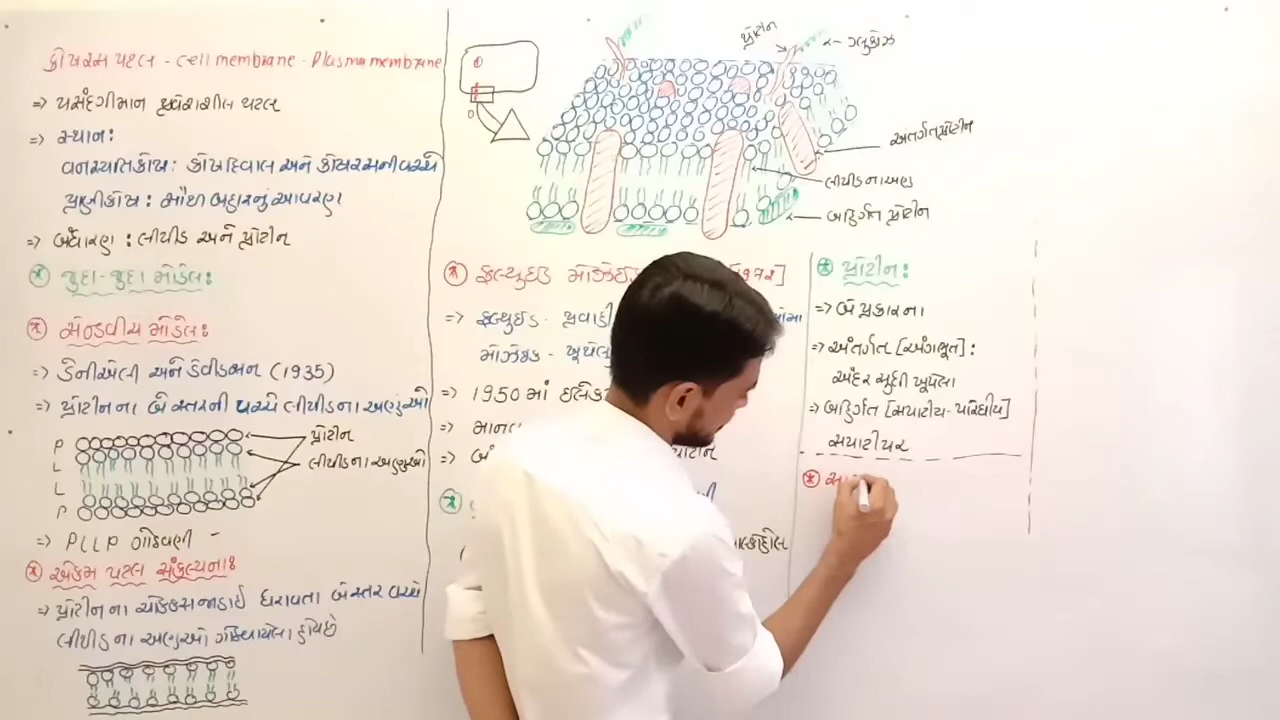 કોષરસ પટલ - cell membrane - Plasma membrane
=> પસંદગીમાન પ્રવેશશીલ પટલ
=> સ્થાન:
વનસ્પતિકોષ: કોષદિવાલ અને કોષરસની વચ્ચે
પ્રાણીકોષ: સૌથી બહારનું આવરણ
=> બંધારણ : લીપીડ અને પ્રોટીન
* જુદા-જુદા મોડેલ:
* સેન્ડવીચ મોડેલ:
=> ડેનીએલી અને ડેવીડસન (1935)
=> પ્રોટીનના બે સ્તરની વચ્ચે લીપીડના અણુંઓ
P
L
L
P
પ્રોટીન
લીપીડના અણુઓ
=> PLLP ગોઠવણી -
* એકમ પટલ સંકલ્પના:
=> પ્રોટીનના ચોક્કસ જાડાઈ ધરાવતા બે સ્તર વચ્ચે
લીપીડના અણુઓ ગોઠવાયેલા હોય છે
પ્રોટીન
ગ્લુકોઝ
અંતર્ગત પ્રોટીન
લીપીડના અણુ
બહિર્ગત પ્રોટીન
* ફ્લ્યુઇડ મોઝેઇક 1972]
=> ફ્લ્યુઇડ - પ્રવાહી
મોઝેઇક - ખૂંપેલ
=> 1950 માં
=>
=>
* પ્રોટીન:
=> બે પ્રકારના
=> અંતર્ગત [અંગભૂત] :
અંદર સુધી ખૂંપેલા
=> બહિર્ગત [સપાટીય - પરિઘીય]
સપાટી પર
*